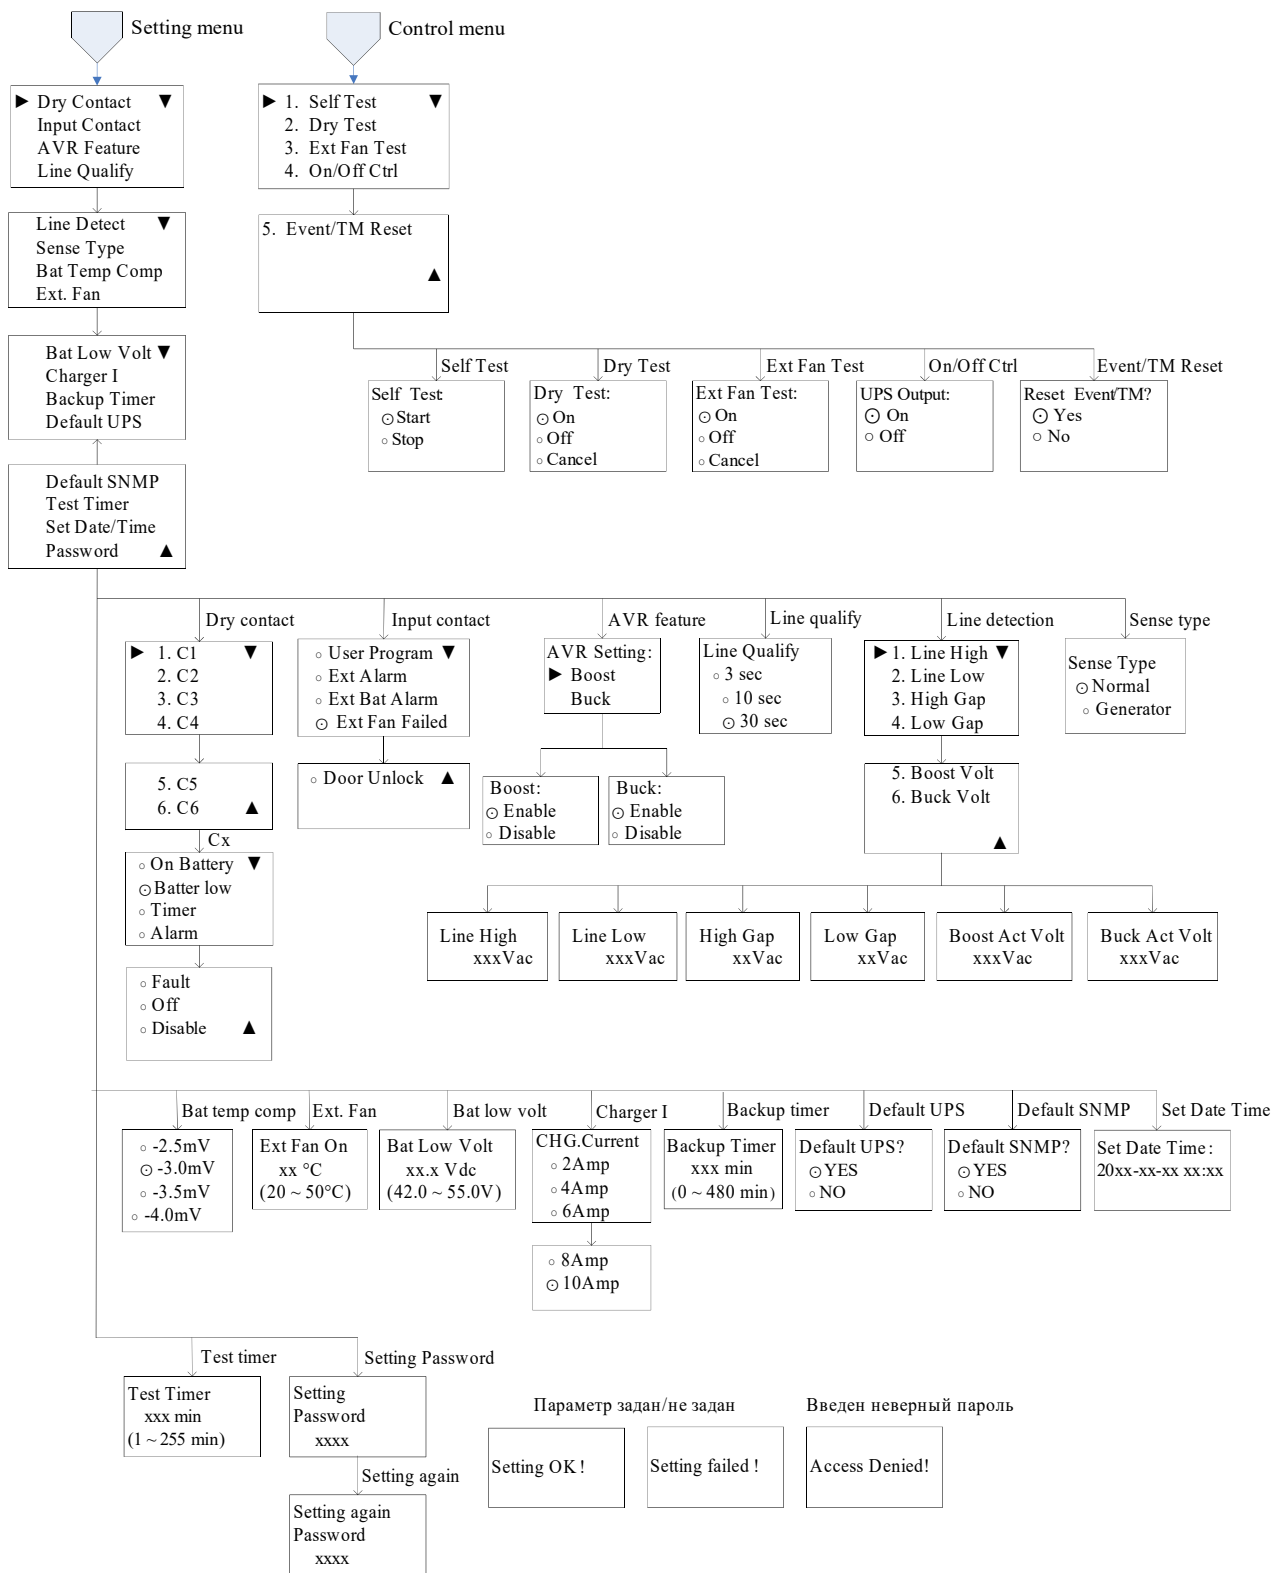 Setting menu
Control menu
► Dry Contact ▼
Input Contact
AVR Feature
Line Qualify
► 1. Self Test ▼
2. Dry Test
3. Ext Fan Test
4. On/Off Ctrl
Line Detect ▼
Sense Type
Bat Temp Comp
Ext. Fan
5. Event/TM Reset
▲
Bat Low Volt ▼
Charger I
Backup Timer
Default UPS
Default SNMP
Test Timer
Set Date/Time
Password ▲
Self Test
Self Test:
⊙ Start
○ Stop
Dry Test
Dry Test:
⊙ On
○ Off
○ Cancel
Ext Fan Test
Ext Fan Test:
⊙ On
○ Off
○ Cancel
On/Off Ctrl
UPS Output:
⊙ On
○ Off
Event/TM Reset
Reset Event/TM?
⊙ Yes
○ No
Dry contact
► 1. C1 ▼
2. C2
3. C3
4. C4
5. C5
6. C6 ▲
Cx
○ On Battery ▼
⊙ Batter low
○ Timer
○ Alarm
○ Fault
○ Off
○ Disable ▲
Input contact
○ User Program ▼
○ Ext Alarm
○ Ext Bat Alarm
⊙ Ext Fan Failed
○ Door Unlock ▲
AVR feature
AVR Setting:
► Boost
Buck
Boost:
⊙ Enable
○ Disable
Buck:
⊙ Enable
○ Disable
Line qualify
Line Qualify
○ 3 sec
○ 10 sec
⊙ 30 sec
Line detection
► 1. Line High ▼
2. Line Low
3. High Gap
4. Low Gap
5. Boost Volt
6. Buck Volt
▲
Sense type
Sense Type
⊙ Normal
○ Generator
Line High
xxxVac
Line Low
xxxVac
High Gap
xxVac
Low Gap
xxVac
Boost Act Volt
xxxVac
Buck Act Volt
xxxVac
Bat temp comp
○ -2.5mV
⊙ -3.0mV
○ -3.5mV
○ -4.0mV
Ext. Fan
Ext Fan On
xx °C
(20 ~ 50°C)
Bat low volt
Bat Low Volt
xx.x Vdc
(42.0 ~ 55.0V)
Charger I
CHG.Current
○ 2Amp
○ 4Amp
○ 6Amp
○ 8Amp
⊙ 10Amp
Backup timer
Backup Timer
xxx min
(0 ~ 480 min)
Default UPS
Default UPS?
⊙ YES
○ NO
Default SNMP
Default SNMP?
⊙ YES
○ NO
Set Date Time
Set Date Time:
20xx-xx-xx xx:xx
Test timer
Test Timer
xxx min
(1 ~ 255 min)
Setting Password
Setting
Password
xxxx
Setting again
Setting again
Password
xxxx
Параметр задан/не задан
Setting OK !
Setting failed !
Введен неверный пароль
Access Denied!